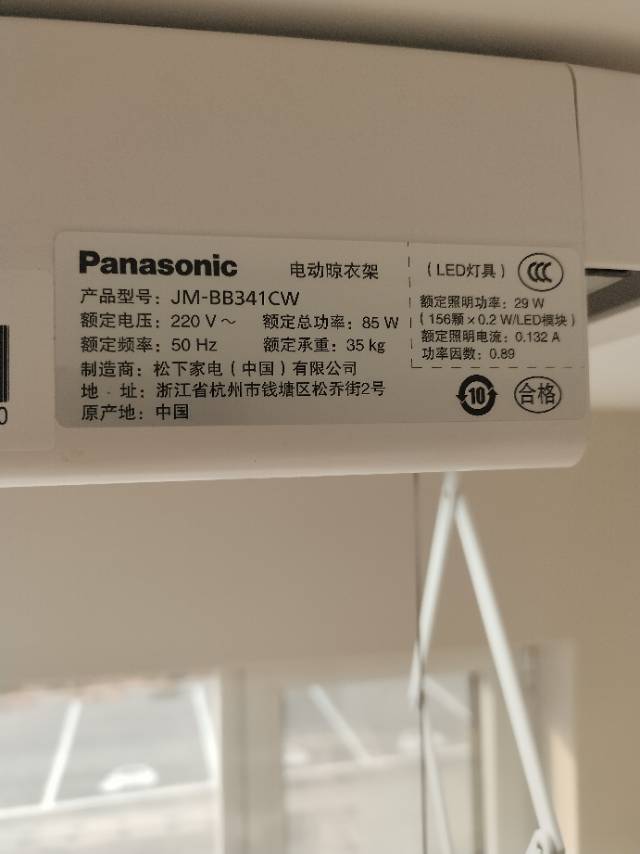 Panasonic 电动晾衣架
产品型号：JM-BB341CW
额定电压：220 V～ 额定总功率：85 W
额定频率：50 Hz 额定承重：35 kg
制造商：松下家电（中国）有限公司
地 址：浙江省杭州市钱塘区松乔街2号
原产地：中国
（LED灯具） CCC
额定照明功率：29 W
（156颗×0.2 W/LED模块）
额定照明电流：0.132 A
功率因数：0.89
10 合格
0